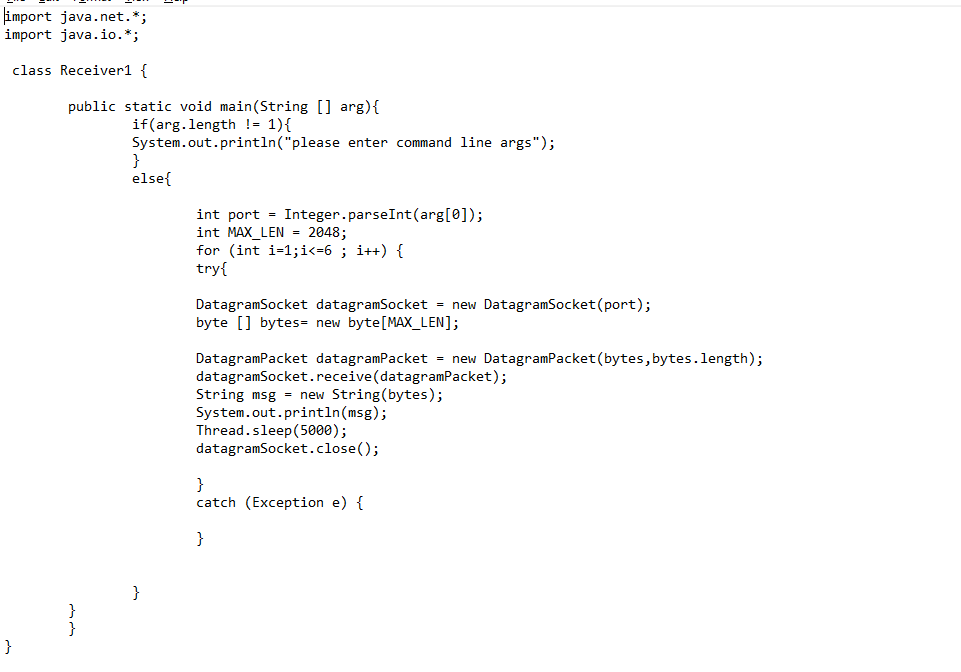 import java.net.*;
import java.io.*;
class Receiver1 {
public static void main(String [] arg){
if(arg.length != 1){
System.out.println("please enter command line args");
}
else{
int port = Integer.parseInt(arg[0]);
int MAX_LEN = 2048;
for (int i=1;i<=6 ; i++) {
try{
DatagramSocket datagramSocket = new DatagramSocket(port);
byte [] bytes= new byte[MAX_LEN];
DatagramPacket datagramPacket = new DatagramPacket(bytes,bytes.length);
datagramSocket.receive(datagramPacket);
String msg = new String(bytes);
System.out.println(msg);
Thread.sleep(5000);
datagramSocket.close();
}
catch (Exception e) {
}
}
}
}
}